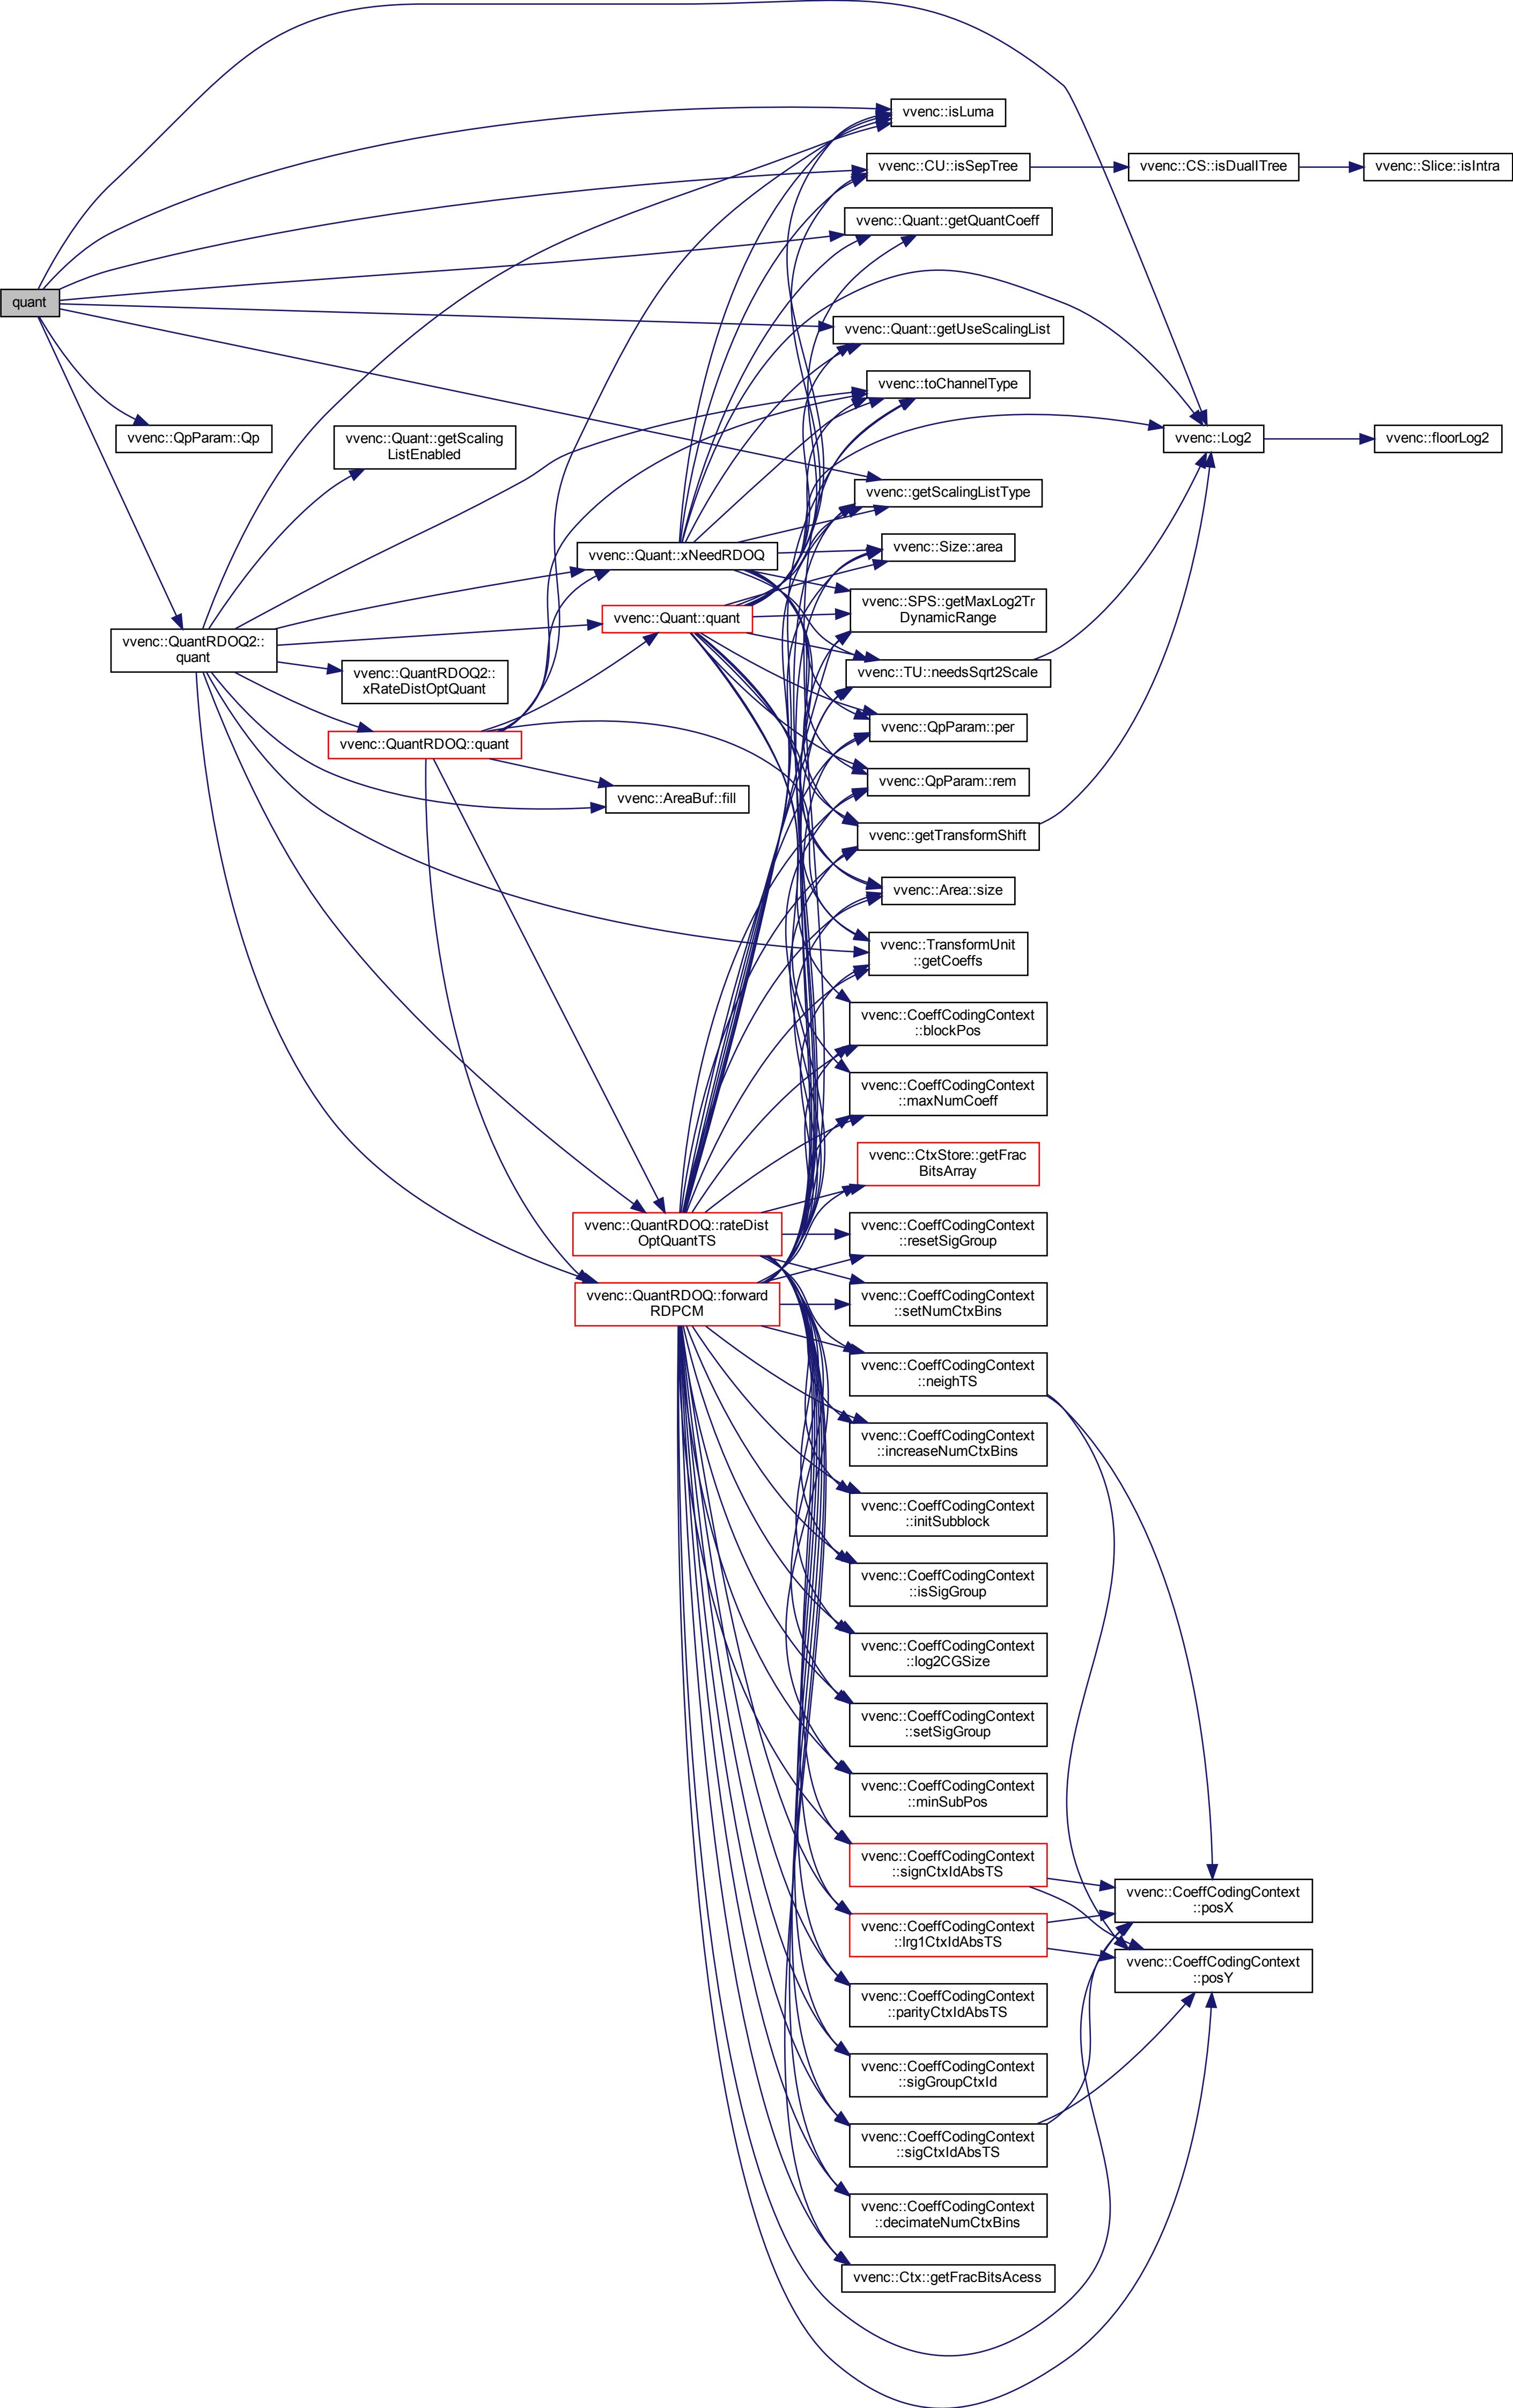 quant
vvenc::QpParam::Qp
vvenc::QuantRDOQ2::
quant
vvenc::Quant::getScaling
ListEnabled
vvenc::QuantRDOQ2::
xRateDistOptQuant
vvenc::QuantRDOQ::quant
vvenc::Quant::xNeedRDOQ
vvenc::Quant::quant
vvenc::AreaBuf::fill
vvenc::QuantRDOQ::rateDist
OptQuantTS
vvenc::QuantRDOQ::forward
RDPCM
vvenc::isLuma
vvenc::CU::isSepTree
vvenc::CS::isDualITree
vvenc::Slice::isIntra
vvenc::Quant::getQuantCoeff
vvenc::Quant::getUseScalingList
vvenc::toChannelType
vvenc::Log2
vvenc::floorLog2
vvenc::getScalingListType
vvenc::Size::area
vvenc::SPS::getMaxLog2Tr
DynamicRange
vvenc::TU::needsSqrt2Scale
vvenc::QpParam::per
vvenc::QpParam::rem
vvenc::getTransformShift
vvenc::Area::size
vvenc::TransformUnit
::getCoeffs
vvenc::CoeffCodingContext
::blockPos
vvenc::CoeffCodingContext
::maxNumCoeff
vvenc::CtxStore::getFrac
BitsArray
vvenc::CoeffCodingContext
::resetSigGroup
vvenc::CoeffCodingContext
::setNumCtxBins
vvenc::CoeffCodingContext
::neighTS
vvenc::CoeffCodingContext
::increaseNumCtxBins
vvenc::CoeffCodingContext
::initSubblock
vvenc::CoeffCodingContext
::isSigGroup
vvenc::CoeffCodingContext
::log2CGSize
vvenc::CoeffCodingContext
::setSigGroup
vvenc::CoeffCodingContext
::minSubPos
vvenc::CoeffCodingContext
::signCtxIdAbsTS
vvenc::CoeffCodingContext
::lrg1CtxIdAbsTS
vvenc::CoeffCodingContext
::posX
vvenc::CoeffCodingContext
::posY
vvenc::CoeffCodingContext
::parityCtxIdAbsTS
vvenc::CoeffCodingContext
::sigGroupCtxId
vvenc::CoeffCodingContext
::sigCtxIdAbsTS
vvenc::CoeffCodingContext
::decimateNumCtxBins
vvenc::Ctx::getFracBitsAcess